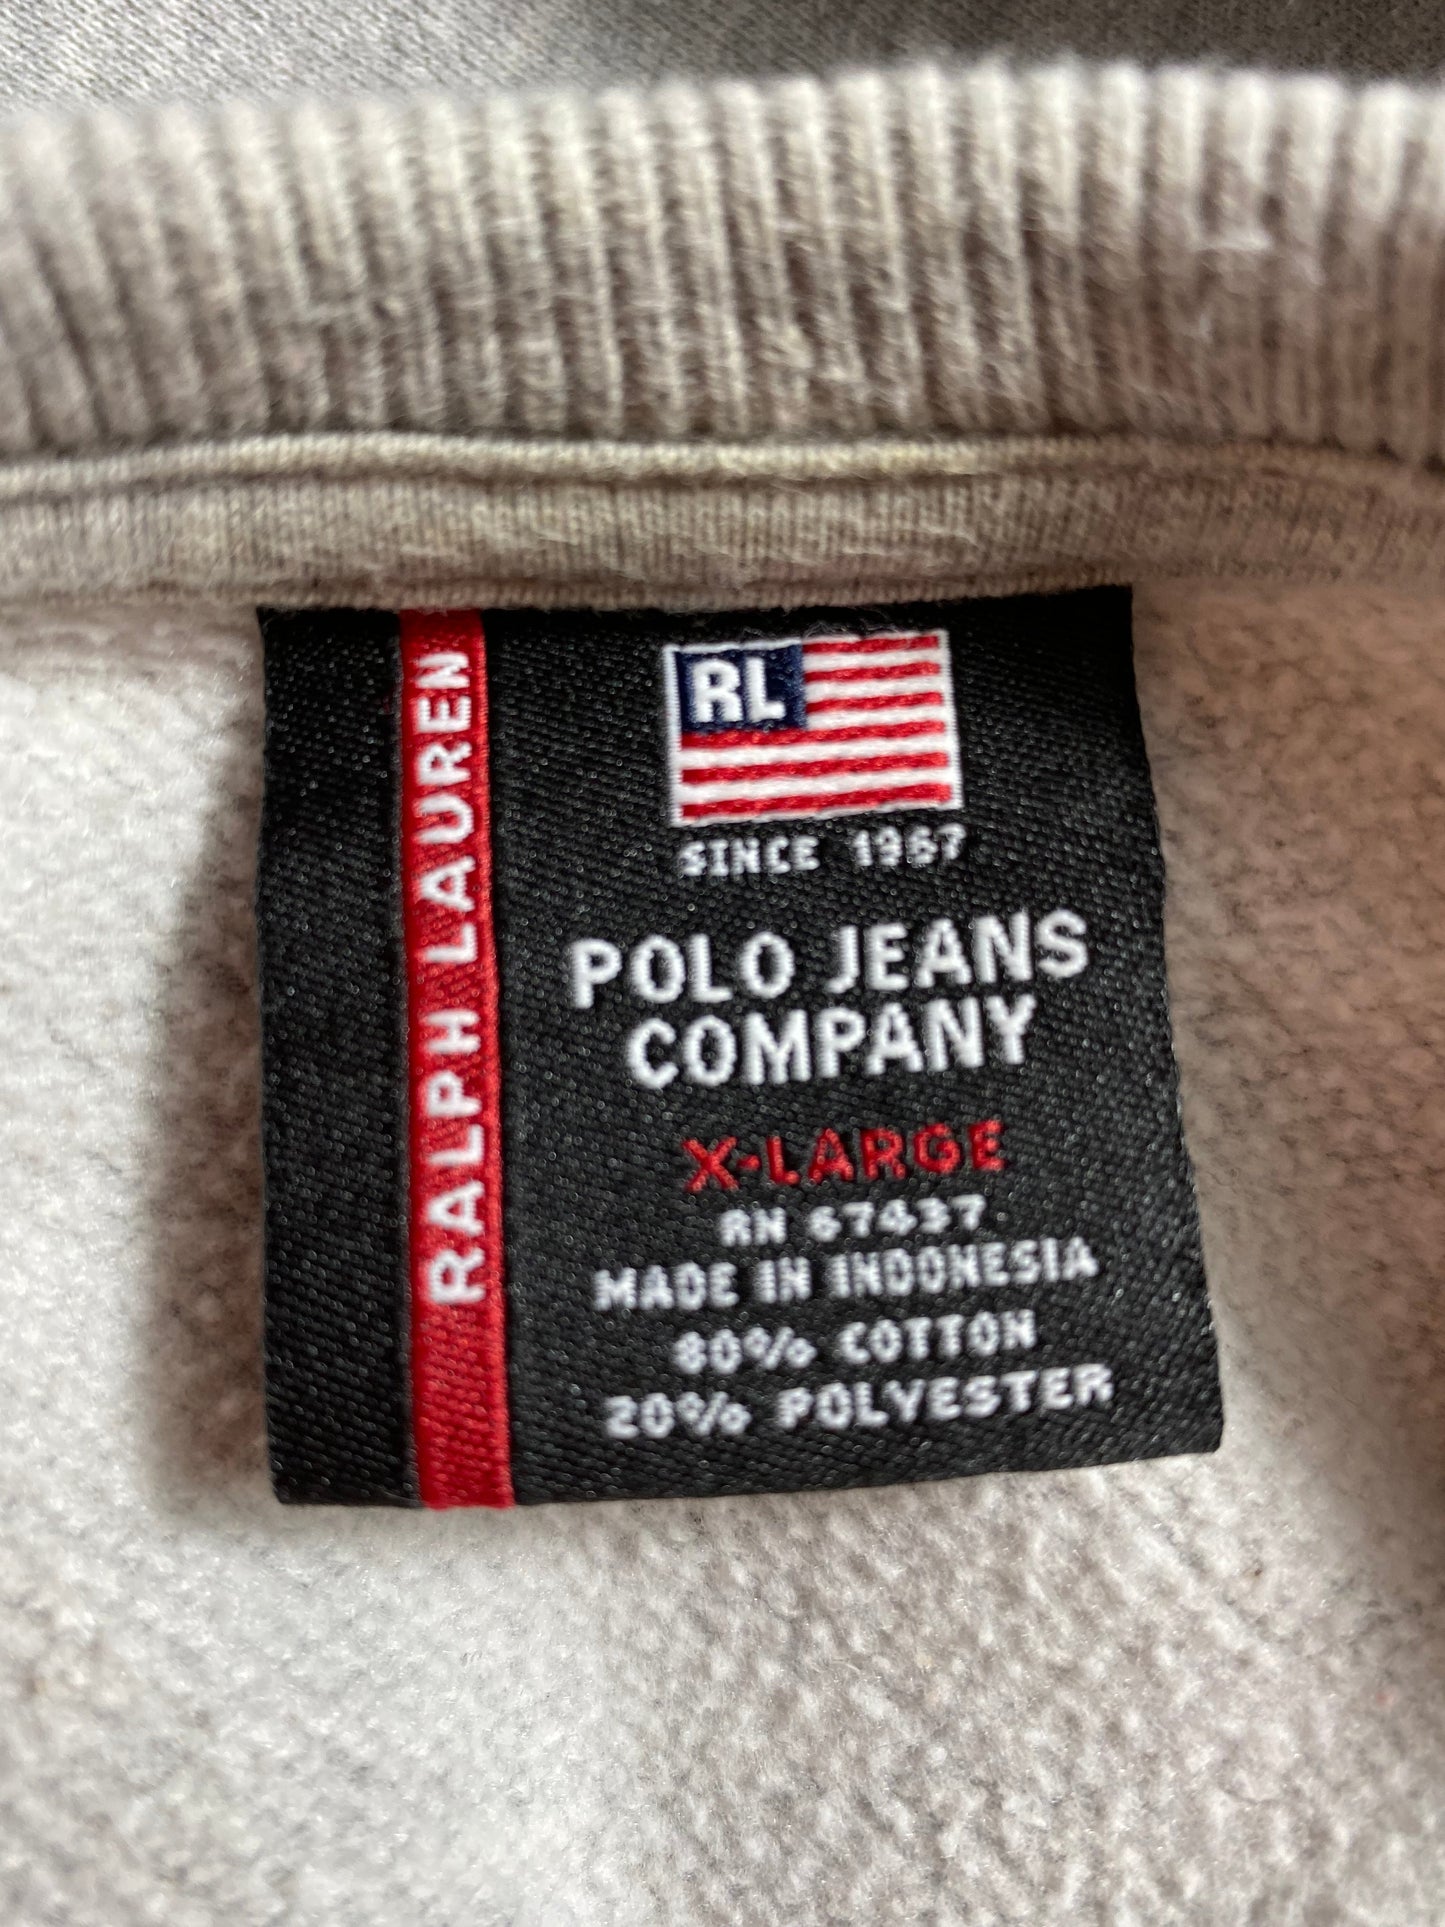 RALPH LAUREN
RL
SINCE 1967
POLO JEANS
COMPANY
X-LARGE
RN 67437
MADE IN INDONESIA
80% COTTON
20% POLYESTER